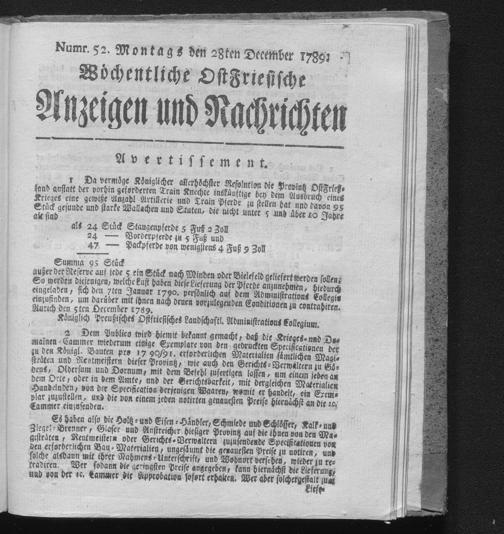 Numr. 52. Montags den 28sten December 1789.
Wöchentliche OstFriesische
Anzeigen und Nachrichten
Avertissement.
1 Da vermöge Königlicher allerhöchster Resolution die Provintz OstFries-
land anstatt der vorhin geforderten Train Knechte inskünftige bey dem Ausbruch eines
Krieges eine gewisse Anzahl Artillerie und Train Pferde zu stellen hat und davon 95
Stück gesunde und starke Wallachen und Stuten, die nicht unter 5 und über 10 Jahre
alt sind
als 24 Stück Stangenpferde 5 Fuß 2 Zoll
24 — Vorderpferde zu 5 Fuß und
47 — Packpferde von wenigstens 4 Fuß 9 Zoll
Summa 95 Stück
außer der Reserve auf jede 5 ein Stück nach Minden oder Bielefeld geliefert werden sollen;
So werden diejenigen, welche Lust haben diese Lieferung der Pferde anzunehmen, hiedurch
eingeladen, sich den 7ten Januar 1790. persönlich auf dem Administrations Collegio
einzufinden, um darüber mit ihnen nach denen vorzulegenden Conditionen zu contrahiren.
Aurich den 5ten December 1789.
Königlich Preußisches Ostfriesisches Landschaftl. Administrations Collegium.
2 Dem Publico wird hiemit bekannt gemacht, daß die Krieges- und Do-
mainen-Cammer wiederum einige Exemplare von den gedruckten Specificationen der
zu den Königl. Bauten pro 1790/91. erforderlichen Materialien sämtlichen Magi-
sträten und Rentmeistern dieser Provintz, wie auch den Gerichts-Verwaltern zu Gö-
dens, Oldersum und Dornum, mit dem Befehl zufertigen lassen, um einem jeden an
dem Orte, oder in dem Amte, und der Gerichtsbarkeit, mit dergleichen Materialien
Handelnden, von der Specification derjenigen Waaren, womit er handelt, ein Exem-
plar zuzustellen, und die von einem jeden notirten genauesten Preise hiernächst an die 1c.
Cammer einzusenden.
Es haben also die Holtz- und Eisen-Händler, Schmiede und Schlösser, Kalk- und
Ziegel-Brenner, Glaser und Anstreicher hiesiger Provinz auf die ihnen von den Ma-
gisträten, Rentmeistern oder Gerichts-Verwaltern zuzusendende Specificationen von
den erforderlichen Bau-Materialien, ungesäumt die genauesten Preise zu notiren, und
solche alsdann mit ihrer Nahmens-Unterschrift, und Wohnort versehen, wieder zu re-
tradiren. Wer sodann die geringsten Preise angegeben, kann hiernächst die Lieferung,
und von der 1c. Cammer die Approbation sofort erhalten. Wer aber solchergestalt zum
Liefe-